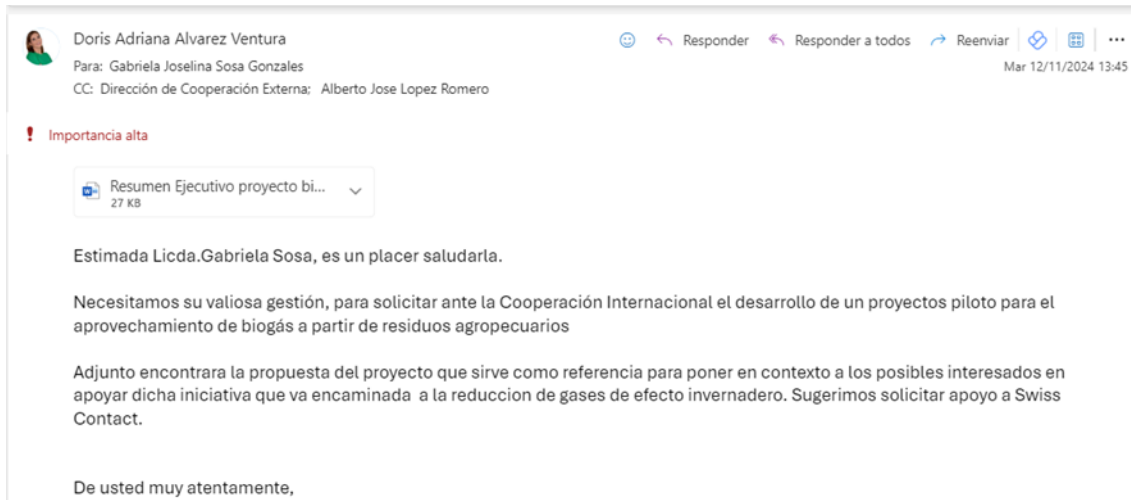 Doris Adriana Alvarez Ventura
Responder
Responder a todos
Reenviar
Para: Gabriela Joselina Sosa Gonzales
Mar 12/11/2024 13:45
CC: Dirección de Cooperación Externa; Alberto Jose Lopez Romero
! Importancia alta
Resumen Ejecutivo proyecto bi...
27 KB
Estimada Licda.Gabriela Sosa, es un placer saludarla.
Necesitamos su valiosa gestión, para solicitar ante la Cooperación Internacional el desarrollo de un proyectos piloto para el
aprovechamiento de biogás a partir de residuos agropecuarios
Adjunto encontrara la propuesta del proyecto que sirve como referencia para poner en contexto a los posibles interesados en
apoyar dicha iniciativa que va encaminada a la reduccion de gases de efecto invernadero. Sugerimos solicitar apoyo a Swiss
Contact.
De usted muy atentamente,